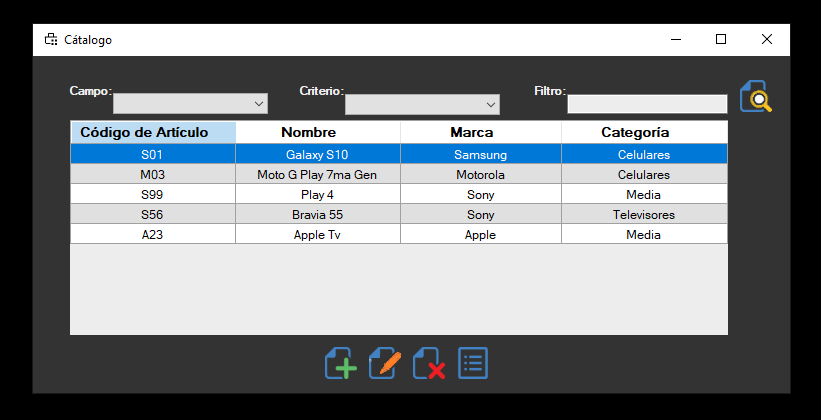 Cátalogo
Campo: Criterio: Filtro:
Código de Artículo Nombre Marca Categoría
S01 Galaxy S10 Samsung Celulares
M03 Moto G Play 7ma Gen Motorola Celulares
S99 Play 4 Sony Media
S56 Bravia 55 Sony Televisores
A23 Apple Tv Apple Media